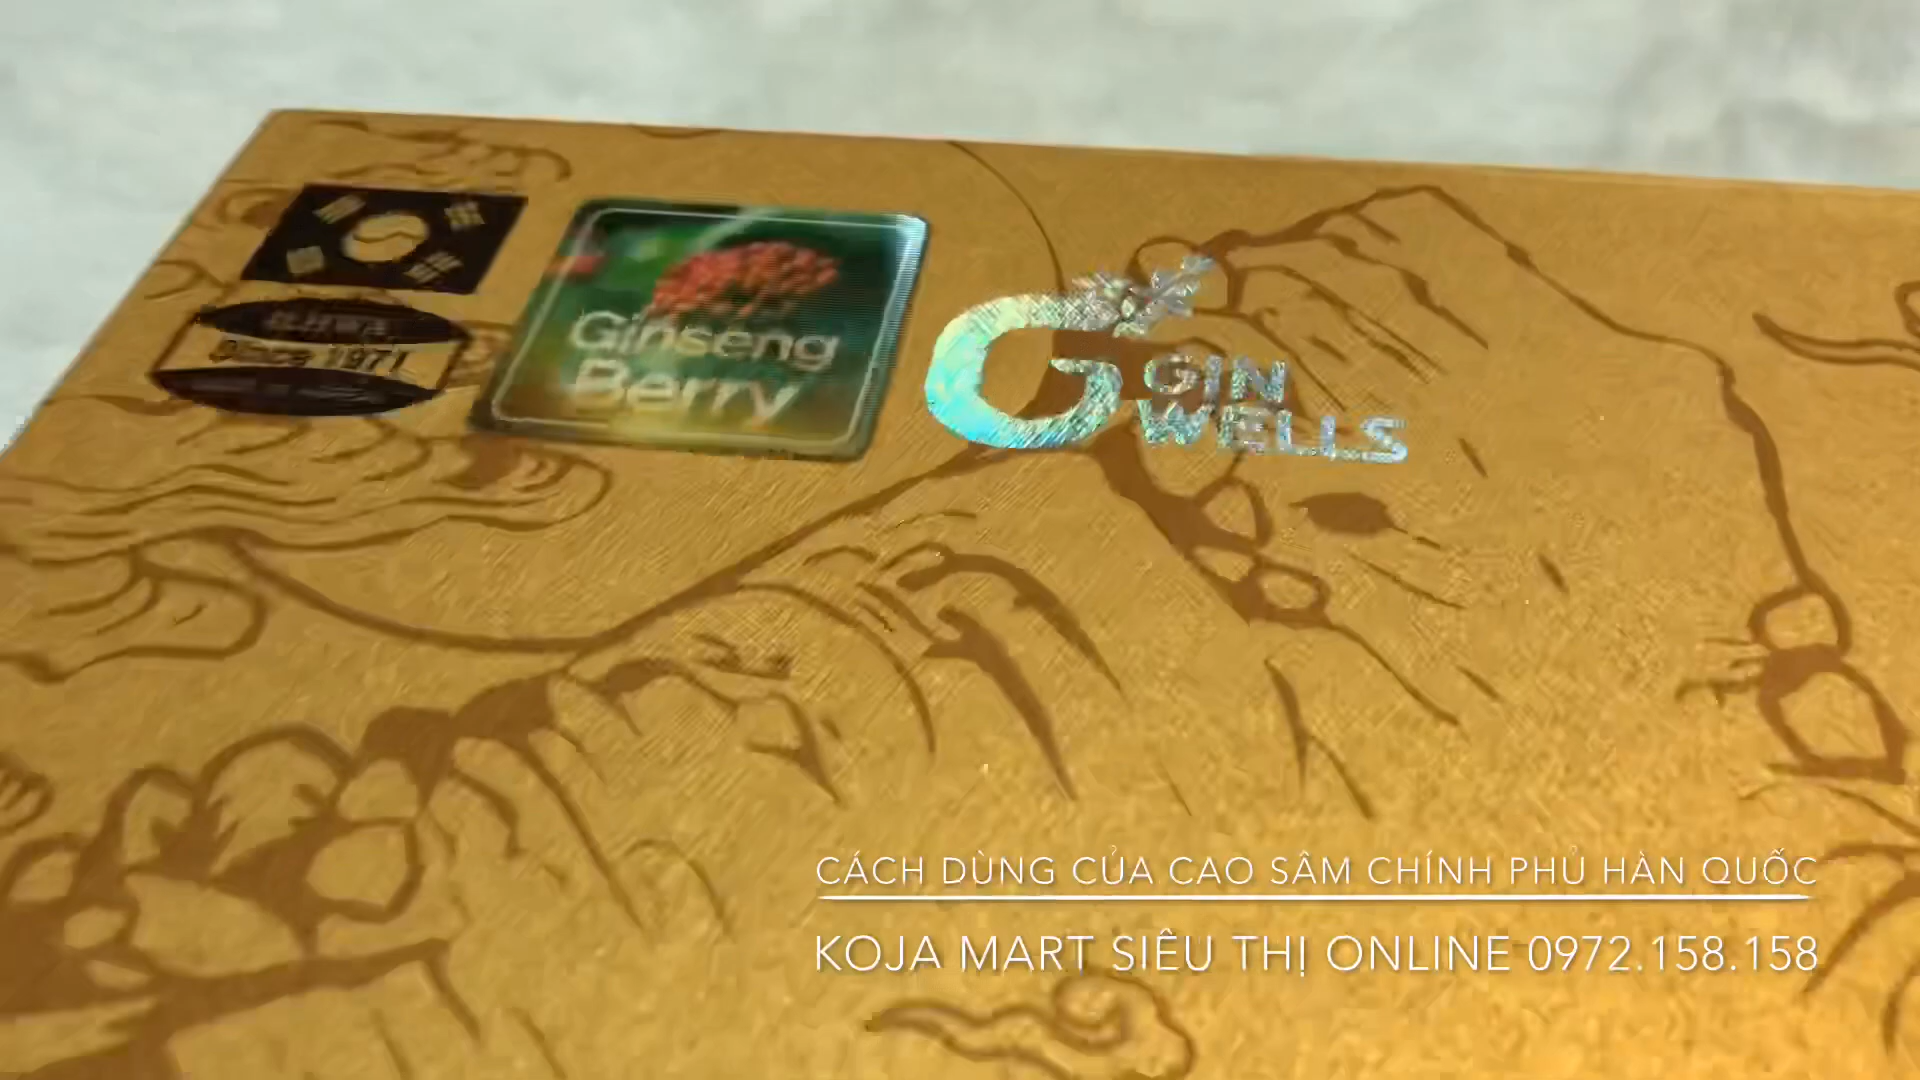 Since 1971
Ginseng
Berry
GIN
WELLS
CÁCH DÙNG CỦA CAO SÂM CHÍNH PHỦ HÀN QUỐC
KOJA MART SIÊU THỊ ONLINE 0972.158.158